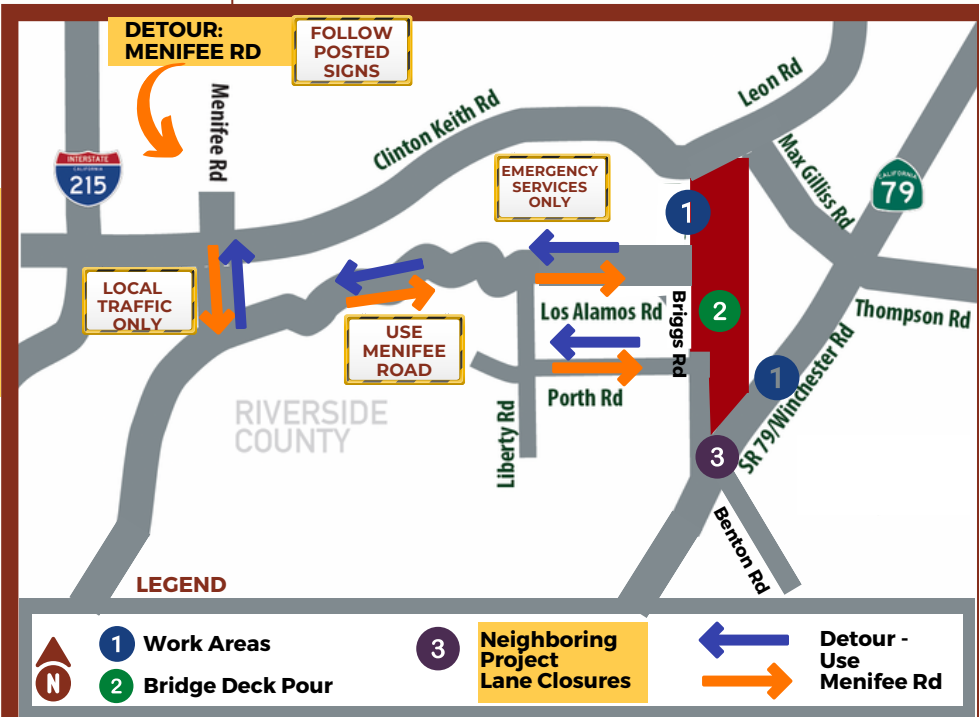 DETOUR:
MENIFEE RD
FOLLOW
POSTED
SIGNS
Menifee Rd
Clinton Keith Rd
Leon Rd
Max Gilliss Rd
INTERSTATE
CALIFORNIA
215
CALIFORNIA
79
EMERGENCY
SERVICES
ONLY
1
LOCAL
TRAFFIC
ONLY
Los Alamos Rd
Briggs Rd
2
Thompson Rd
USE
MENIFEE
ROAD
1
Porth Rd
RIVERSIDE
COUNTY
Liberty Rd
SR 79/Winchester Rd
3
Benton Rd
LEGEND
N
1 Work Areas
2 Bridge Deck Pour
3
Neighboring
Project
Lane Closures
Detour -
Use
Menifee Rd